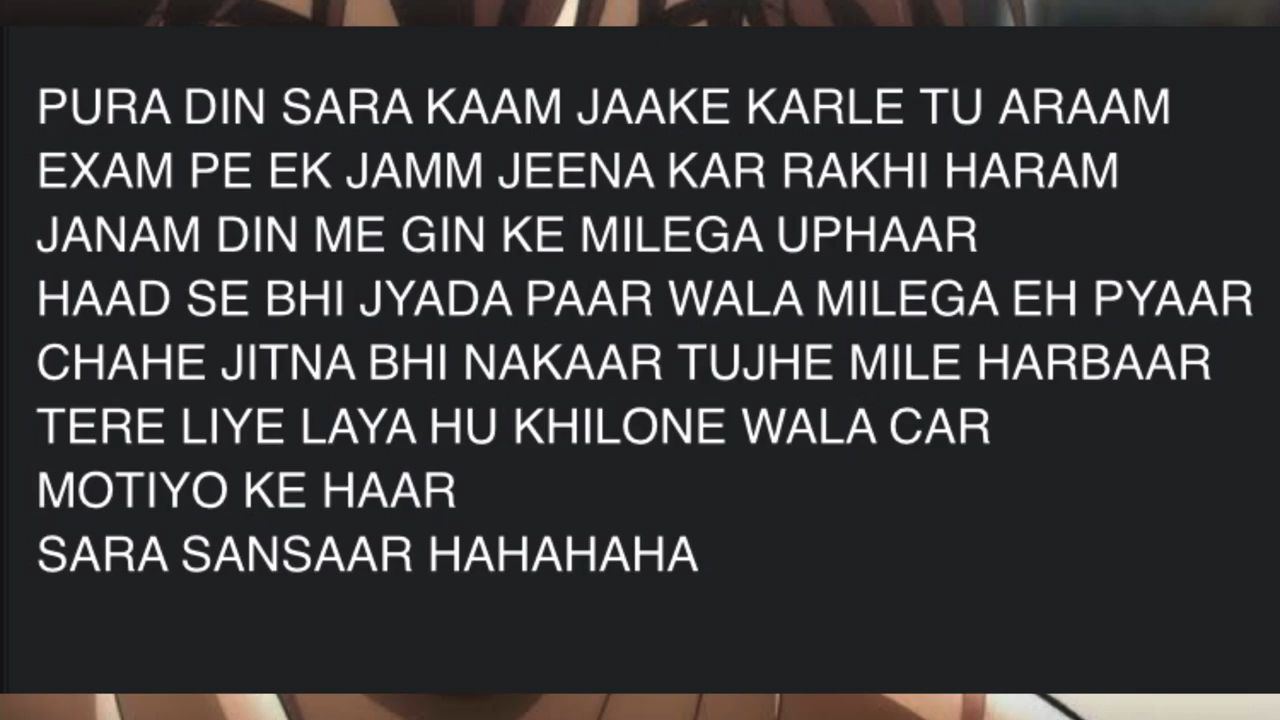 PURA DIN SARA KAAM JAAKE KARLE TU ARAAM
EXAM PE EK JAMM JEENA KAR RAKHI HARAM
JANAM DIN ME GIN KE MILEGA UPHAAR
HAAD SE BHI JYADA PAAR WALA MILEGA EH PYAAR
CHAHE JITNA BHI NAKAAR TUJHE MILE HARBAAR
TERE LIYE LAYA HU KHILONE WALA CAR
MOTIYO KE HAAR
SARA SANSAAR HAHAHAHA